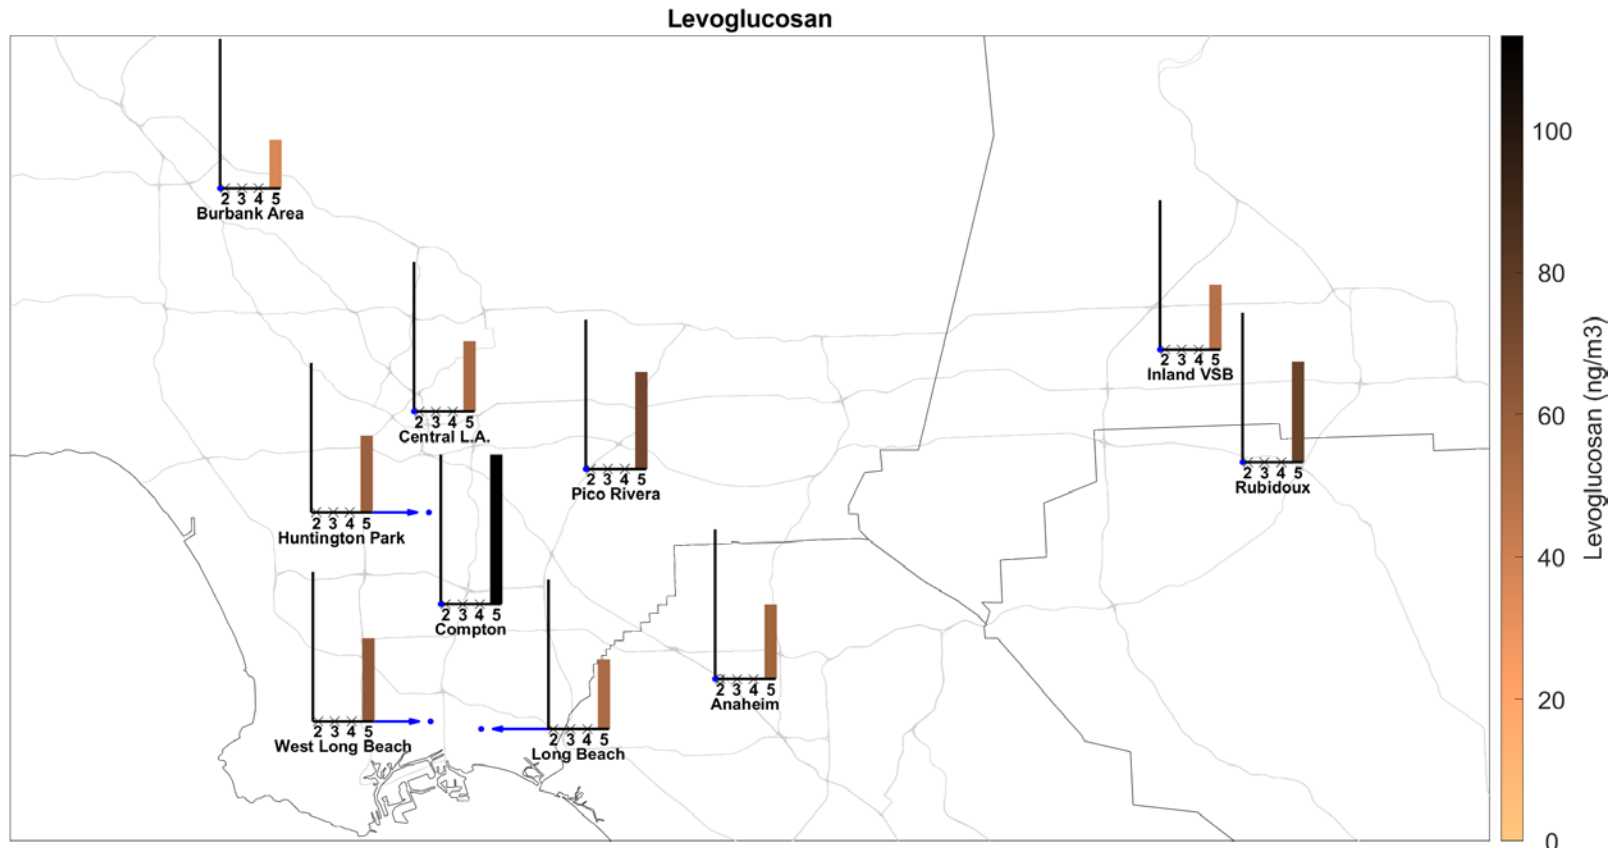 Levoglucosan
2 3 4 5
Burbank Area
2 3 4 5
Central L.A.
2 3 4 5
Inland VSB
2 3 4 5
Pico Rivera
2 3 4 5
Rubidoux
2 3 4 5
Huntington Park
2 3 4 5
Compton
2 3 4 5
Anaheim
2 3 4 5
West Long Beach
2 3 4 5
Long Beach
100
80
60
40
20
0
Levoglucosan (ng/m3)